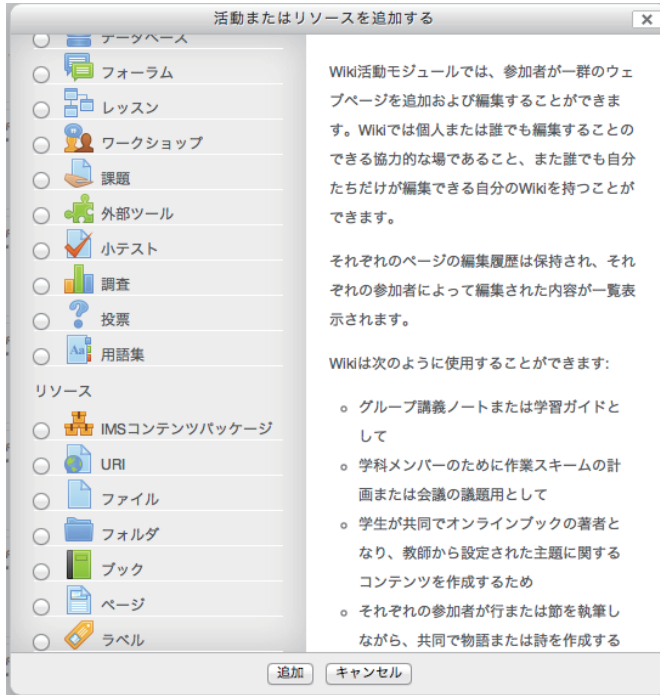 活動またはリソースを追加する
データベース
フォーラム
レッスン
ワークショップ
課題
外部ツール
小テスト
調査
投票
用語集
リソース
IMSコンテンツパッケージ
URI
ファイル
フォルダ
ブック
ページ
ラベル
Wiki活動モジュールでは、参加者が一群のウェ
ブページを追加および編集することができま
す。Wikiでは個人または誰でも編集することの
できる協力的な場であること、また誰でも自分
たちだけが編集できる自分のWikiを持つことが
できます。
それぞれのページの編集履歴は保持され、それ
ぞれの参加者によって編集された内容が一覧表
示されます。
Wikiは次のように使用することができます:
グループ講義ノートまたは学習ガイドと
して
学科メンバーのために作業スキームの計
画または会議の議題用として
学生が共同でオンラインブックの著者と
なり、教師から設定された主題に関する
コンテンツを作成するため
それぞれの参加者が行または節を執筆し
ながら、共同で物語または詩を作成する
追加
キャンセル